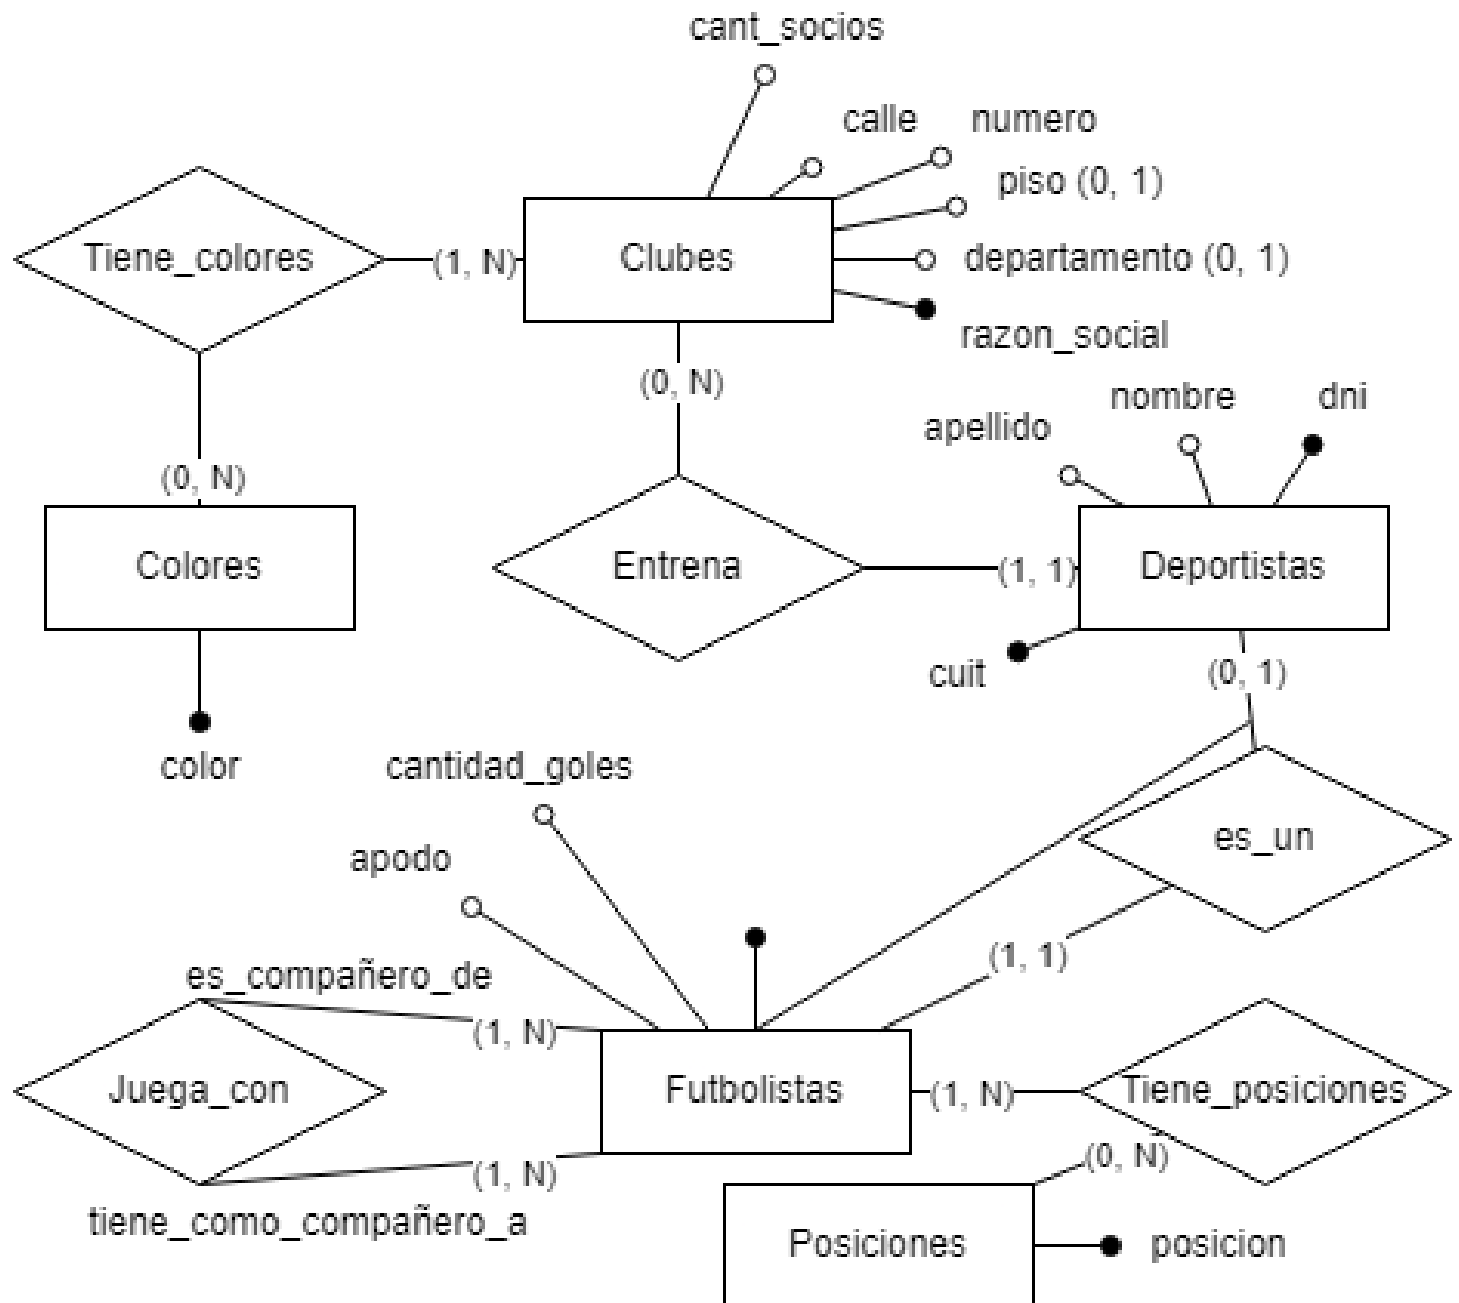 cant_socios
calle
numero
piso (0, 1)
Tiene_colores
(1, N)
Clubes
departamento (0, 1)
razon_social
(0, N)
nombre
dni
apellido
(0, N)
Colores
Entrena
(1, 1)
Deportistas
cuit
(0, 1)
color
cantidad_goles
es_un
apodo
(1, 1)
es_compañero_de
(1, N)
Juega_con
Futbolistas
(1, N)
Tiene_posiciones
(0, N)
(1, N)
tiene_como_compañero_a
Posiciones
posicion